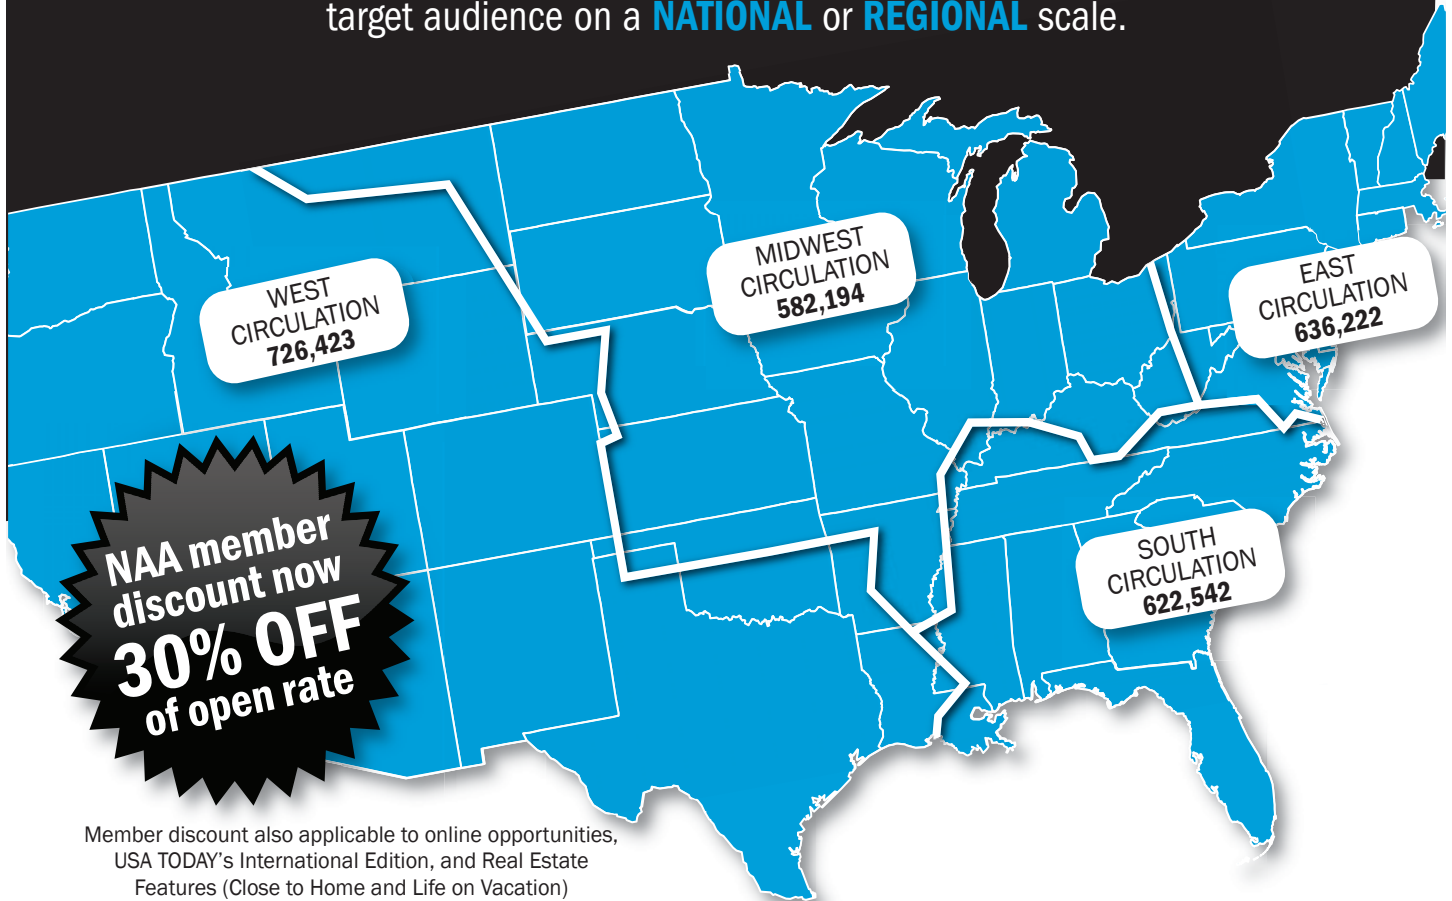 target audience on a NATIONAL or REGIONAL scale.
MIDWEST
CIRCULATION
582,194
EAST
CIRCULATION
636,222
WEST
CIRCULATION
726,423
NAA member
discount now
30% OFF
of open rate
SOUTH
CIRCULATION
622,542
Member discount also applicable to online opportunities,
USA TODAY’s International Edition, and Real Estate
Features (Close to Home and Life on Vacation)